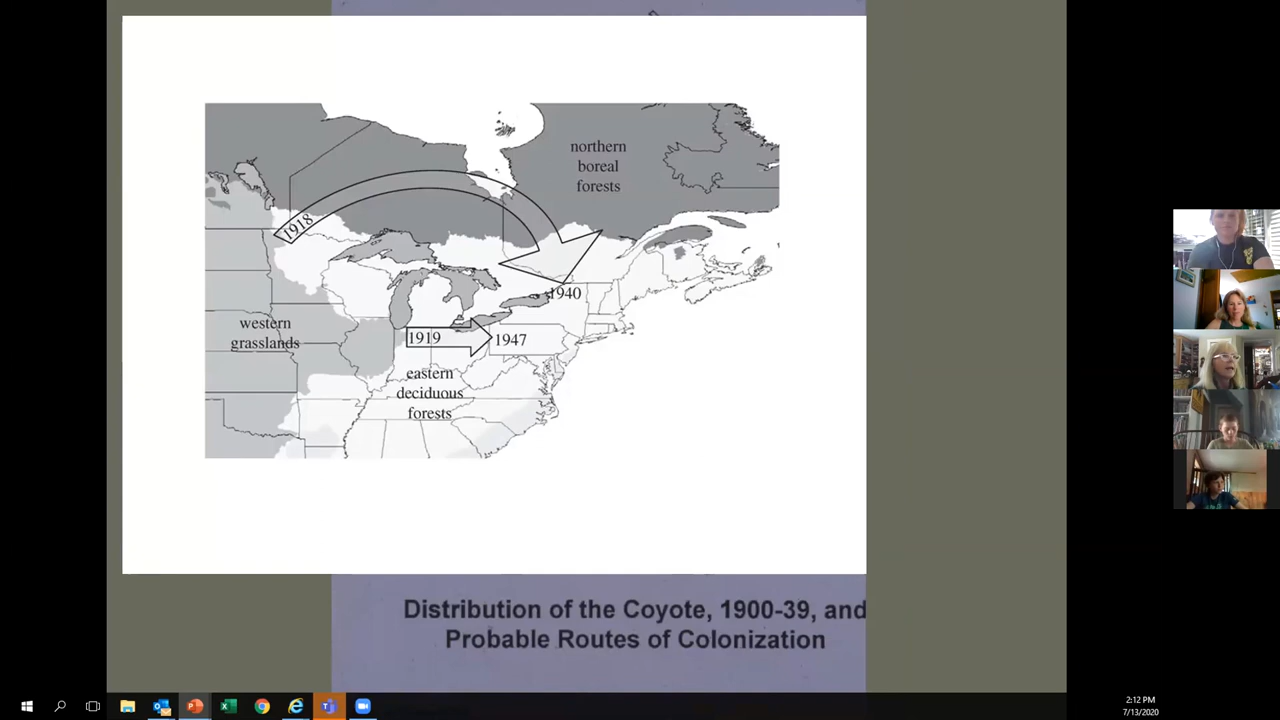 northern
boreal
forests
1918
1940
western
grasslands
1919
1947
eastern
deciduous
forests
Distribution of the Coyote, 1900-39, and
Probable Routes of Colonization
2:12 PM
7/13/2020